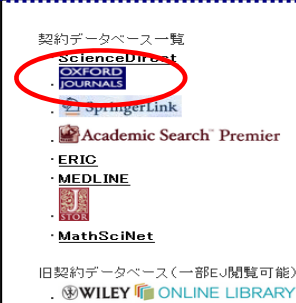 契約データベース一覧
・ScienceDirect
・OXFORD
JOURNALS
・SpringerLink
・Academic Search™ Premier
・ERIC
・MEDLINE
・J
STOR
・MathSciNet
旧契約データベース(一部EJ閲覧可能)
・WILEY ONLINE LIBRARY